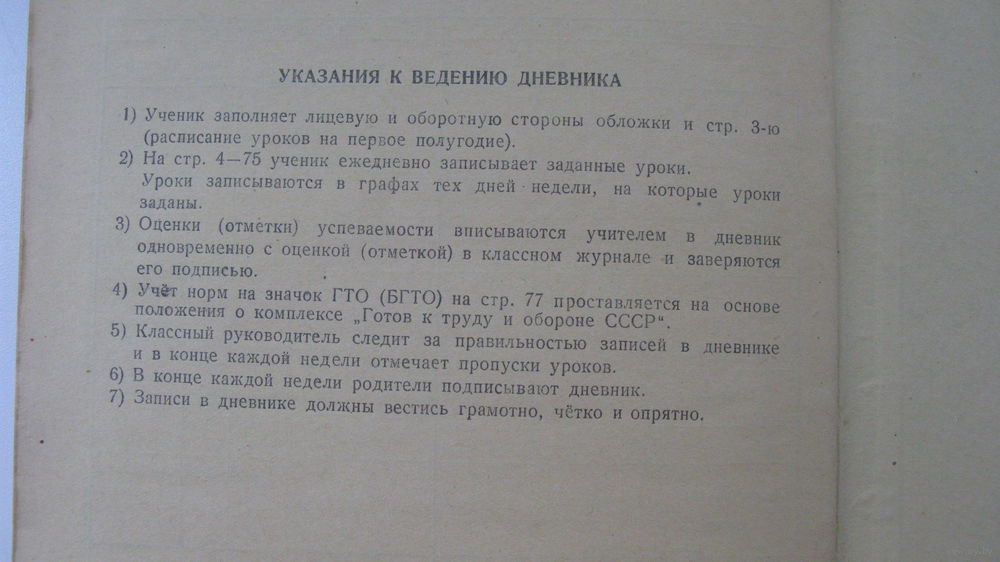 УКАЗАНИЯ К ВЕДЕНИЮ ДНЕВНИКА
1) Ученик заполняет лицевую и оборотную стороны обложки и стр. 3-ю
(расписание уроков на первое полугодие).
2) На стр. 4—75 ученик ежедневно записывает заданные уроки.
Уроки записываются в графах тех дней недели, на которые уроки
заданы.
3) Оценки (отметки) успеваемости вписываются учителем в дневник
одновременно с оценкой (отметкой) в классном журнале и заверяются
его подписью.
4) Учёт норм на значок ГТО (БГТО) на стр. 77 проставляется на основе
положения о комплексе „Готов к труду и обороне СССР“.
5) Классный руководитель следит за правильностью записей в дневнике
и в конце каждой недели отмечает пропуски уроков.
6) В конце каждой недели родители подписывают дневник.
7) Записи в дневнике должны вестись грамотно, чётко и опрятно.